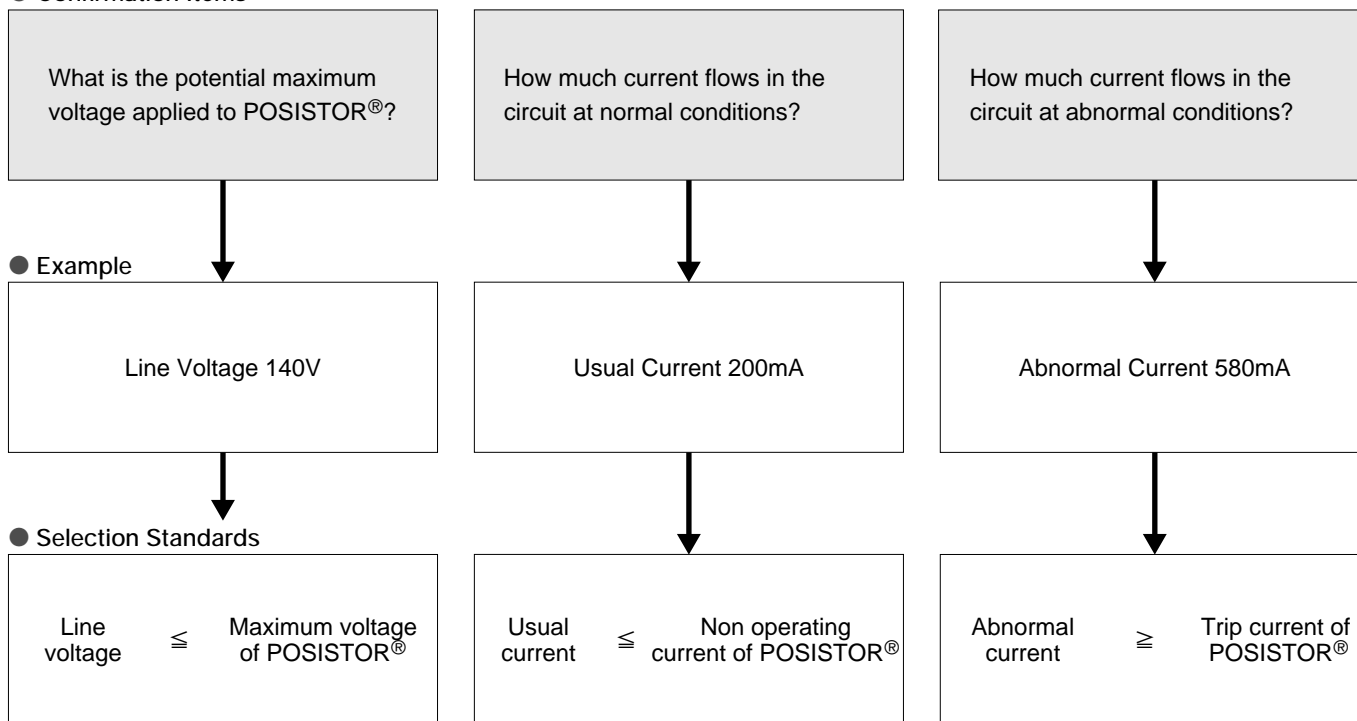 What is the potential maximum
voltage applied to POSISTOR®?
How much current flows in the
circuit at normal conditions?
How much current flows in the
circuit at abnormal conditions?
● Example
Line Voltage 140V
Usual Current 200mA
Abnormal Current 580mA
● Selection Standards
Line
voltage
≦
Maximum voltage
of POSISTOR®
Usual
current
≦
Non operating
current of POSISTOR®
Abnormal
current
≧
Trip current of
POSISTOR®